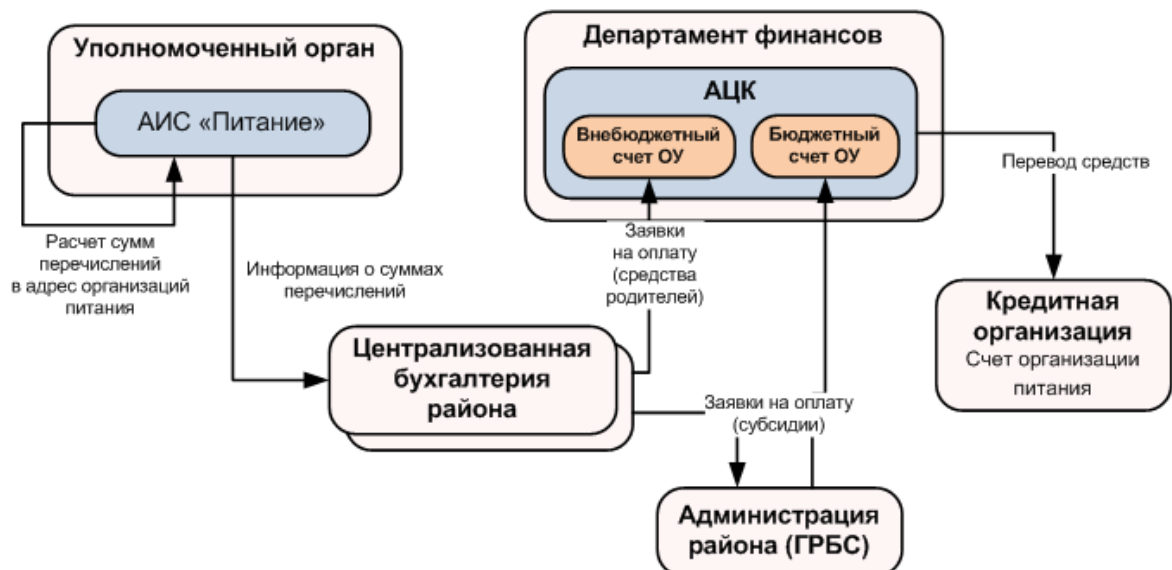 Уполномоченный орган
АИС «Питание»
Расчет сумм
перечислений
в адрес организаций
питания
Информация о суммах
перечислений
Департамент финансов
АЦК
Внебюджетный
счет ОУ
Бюджетный
счет ОУ
Перевод средств
Заявки
на оплату
(средства
родителей)
Централизованная
бухгалтерия
района
Кредитная
организация
Счет организации
питания
Заявки на оплату
(субсидии)
Администрация
района (ГРБС)